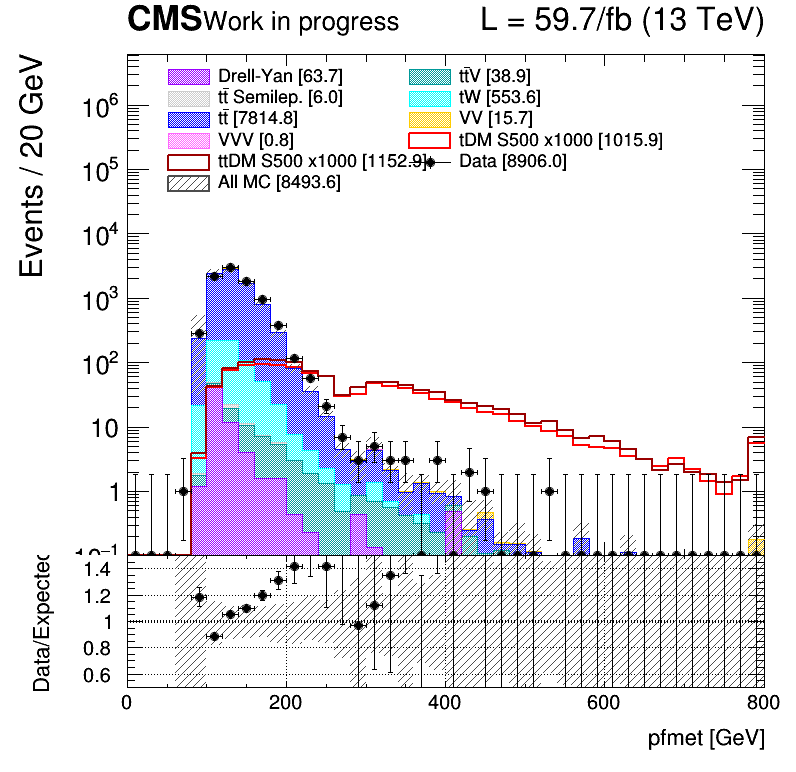 CMS Work in progress L = 59.7/fb (13 TeV)
Events / 20 GeV
Drell-Yan [63.7] tt̄V [38.9]
tt̄ Semilep. [6.0] tW [553.6]
tt̄ [7814.8] VV [15.7]
VVV [0.8] tDM S500 x1000 [1015.9]
ttDM S500 x1000 [1152.9] Data [8906.0]
All MC [8493.6]
10⁶
10⁵
10⁴
10³
10²
10
1
10⁻¹
Data/Expected
1.4
1.2
1
0.8
0.6
0 200 400 600 800
pfmet [GeV]